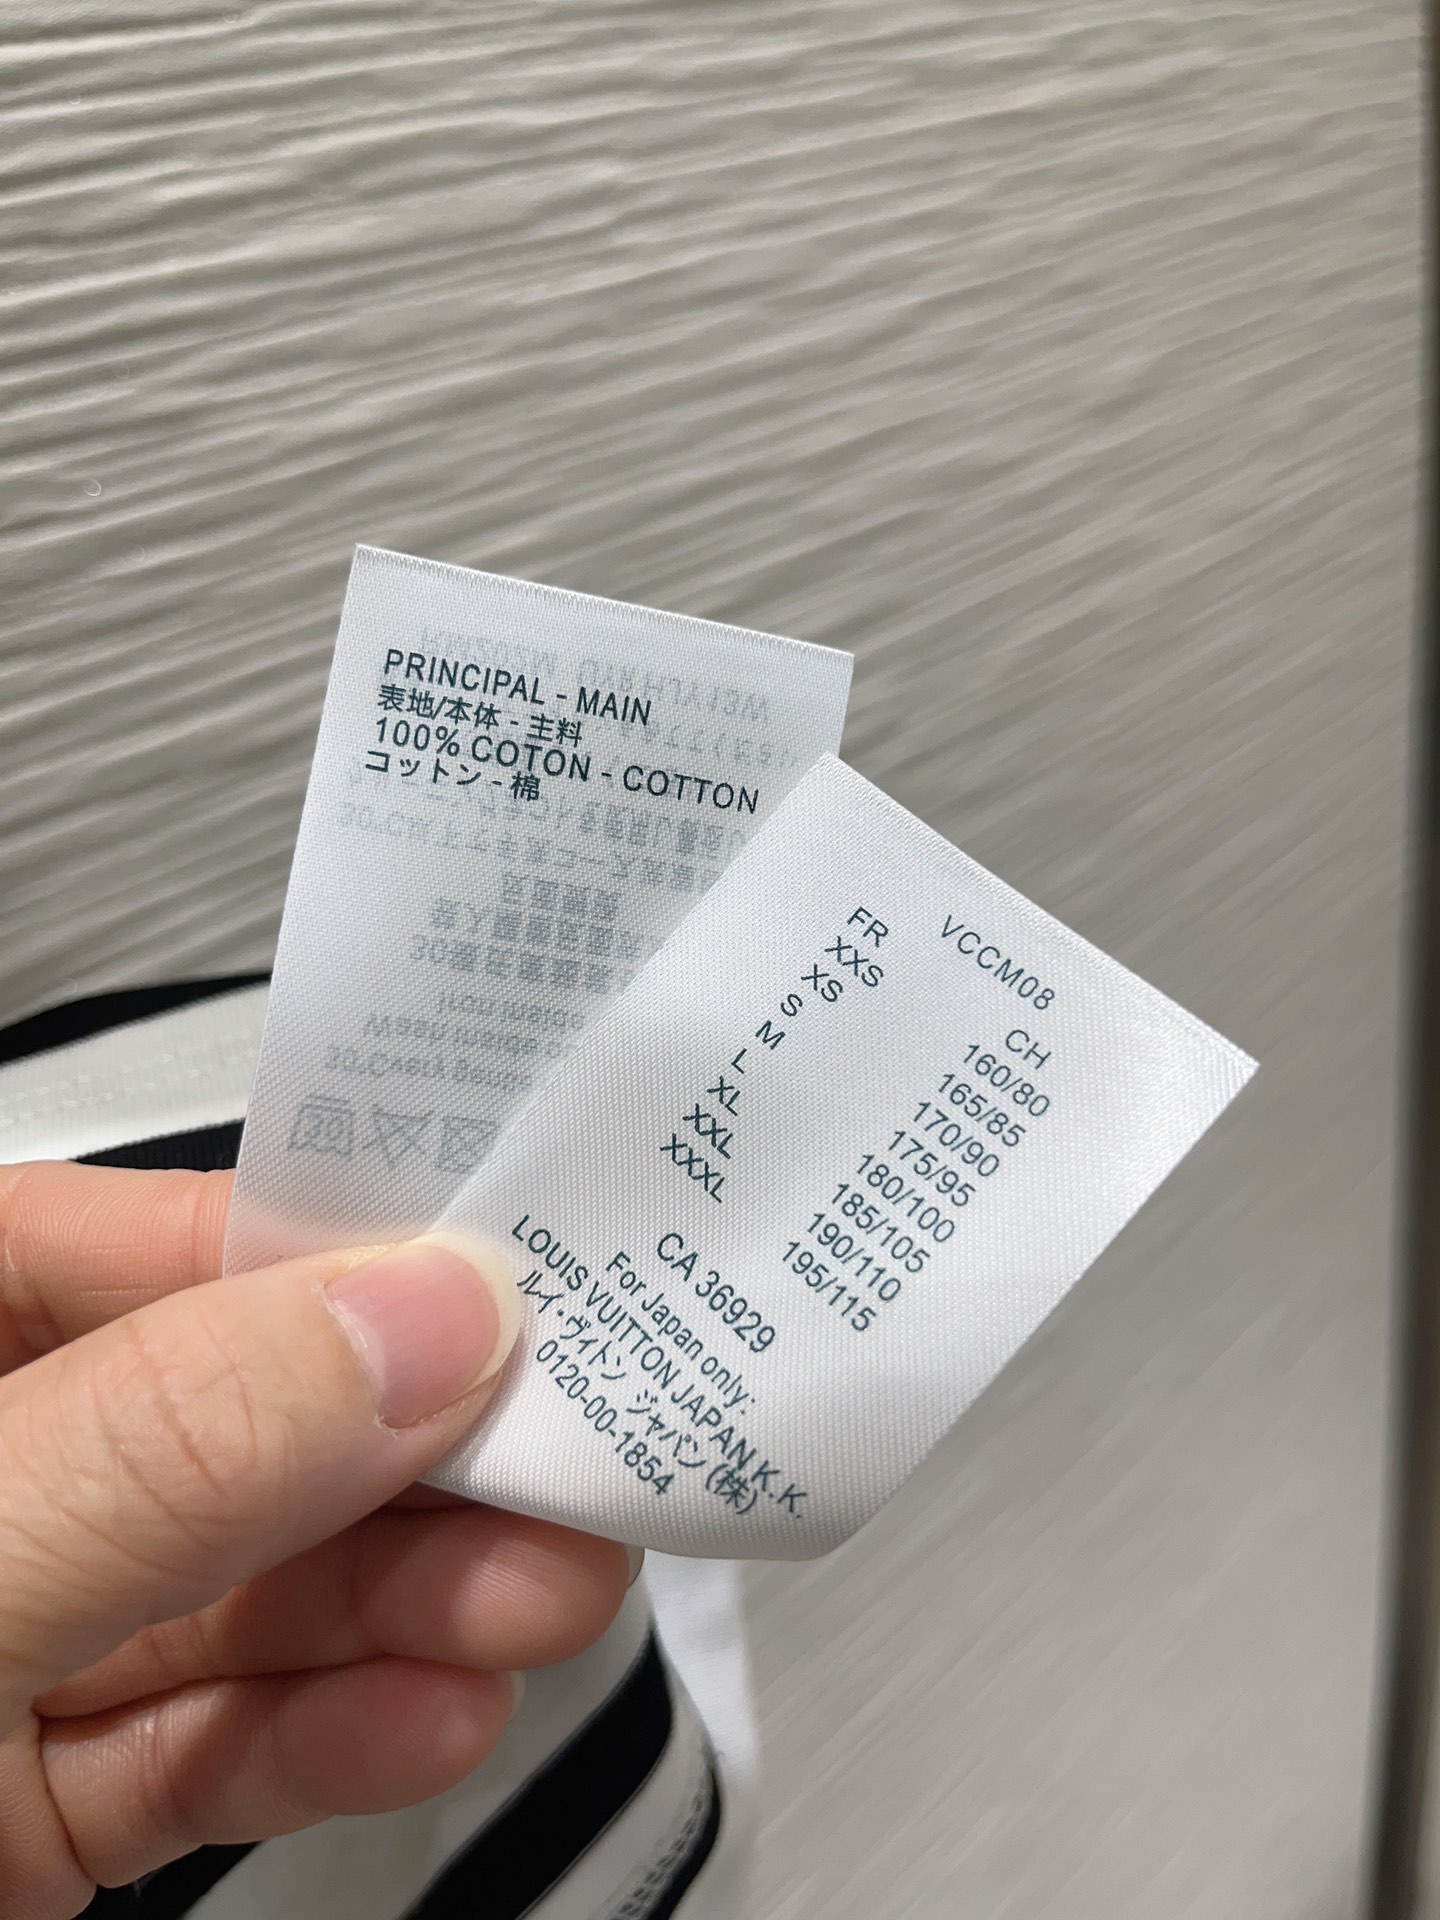 PRINCIPAL - MAIN
表地/本体 - 主料
100% COTON - COTTON
コットン - 棉
VCCM08
FR CH
XXS 160/80
XS 165/85
S 170/90
M 175/95
L 180/100
XL 185/105
XXL 190/110
XXXL 195/115
CA 36929
For Japan only:
LOUIS VUITTON JAPAN K.K.
ルイ・ヴィトン ジャパン (株)
0120-00-1854